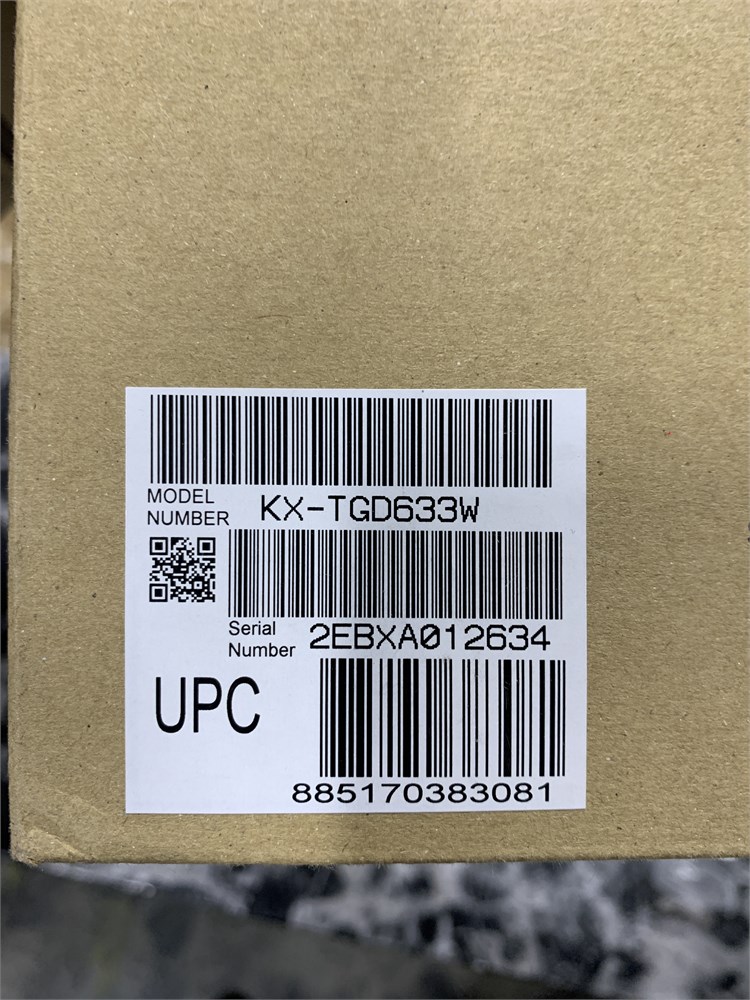 MODEL
NUMBER KX-TGD633W
Serial
Number 2EBXA012634
UPC
885170383081